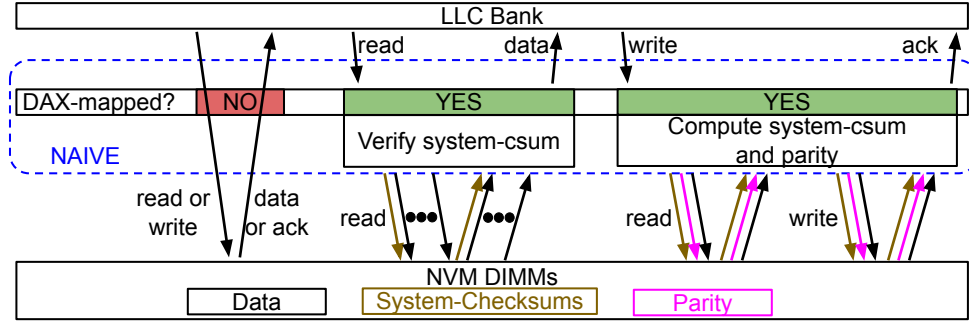 LLC Bank
read
data
write
ack
DAX-mapped?
NO
YES
YES
NAIVE
Verify system-csum
Compute system-csum
and parity
read or
write
data
or ack
read
read
write
NVM DIMMs
Data
System-Checksums
Parity